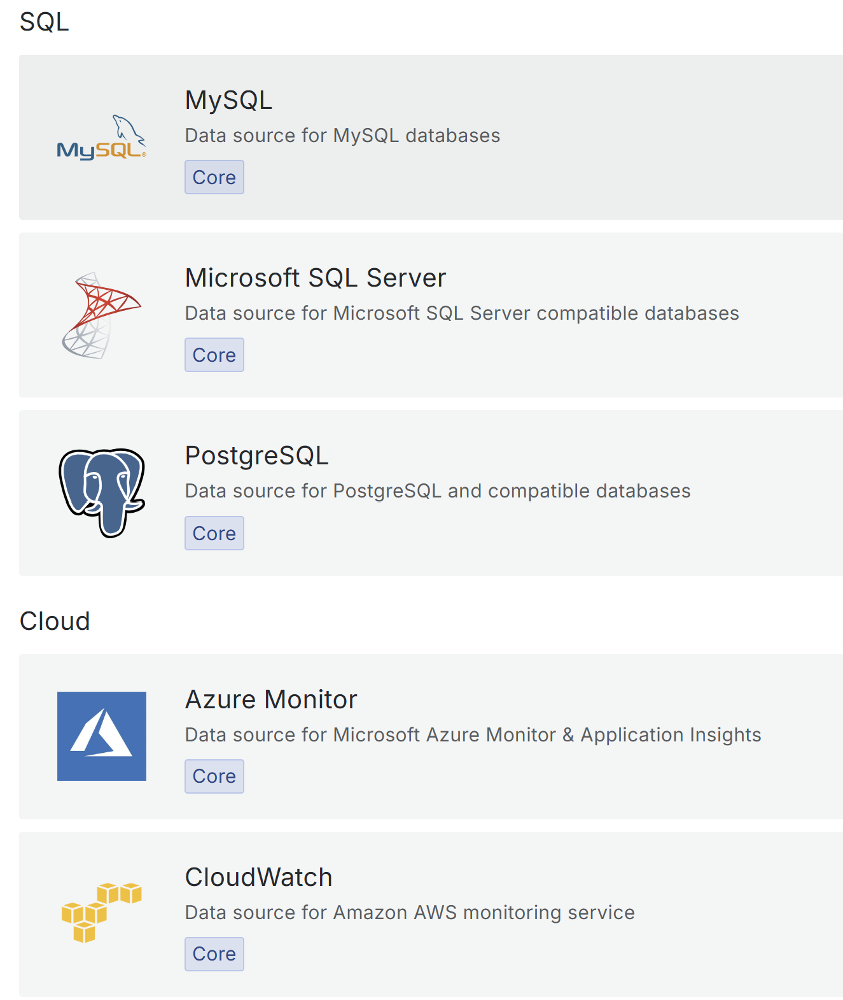 SQL
MySQL
Data source for MySQL databases
MySQL®
Core
Microsoft SQL Server
Data source for Microsoft SQL Server compatible databases
Core
PostgreSQL
Data source for PostgreSQL and compatible databases
Core
Cloud
Azure Monitor
Data source for Microsoft Azure Monitor & Application Insights
Core
CloudWatch
Data source for Amazon AWS monitoring service
Core